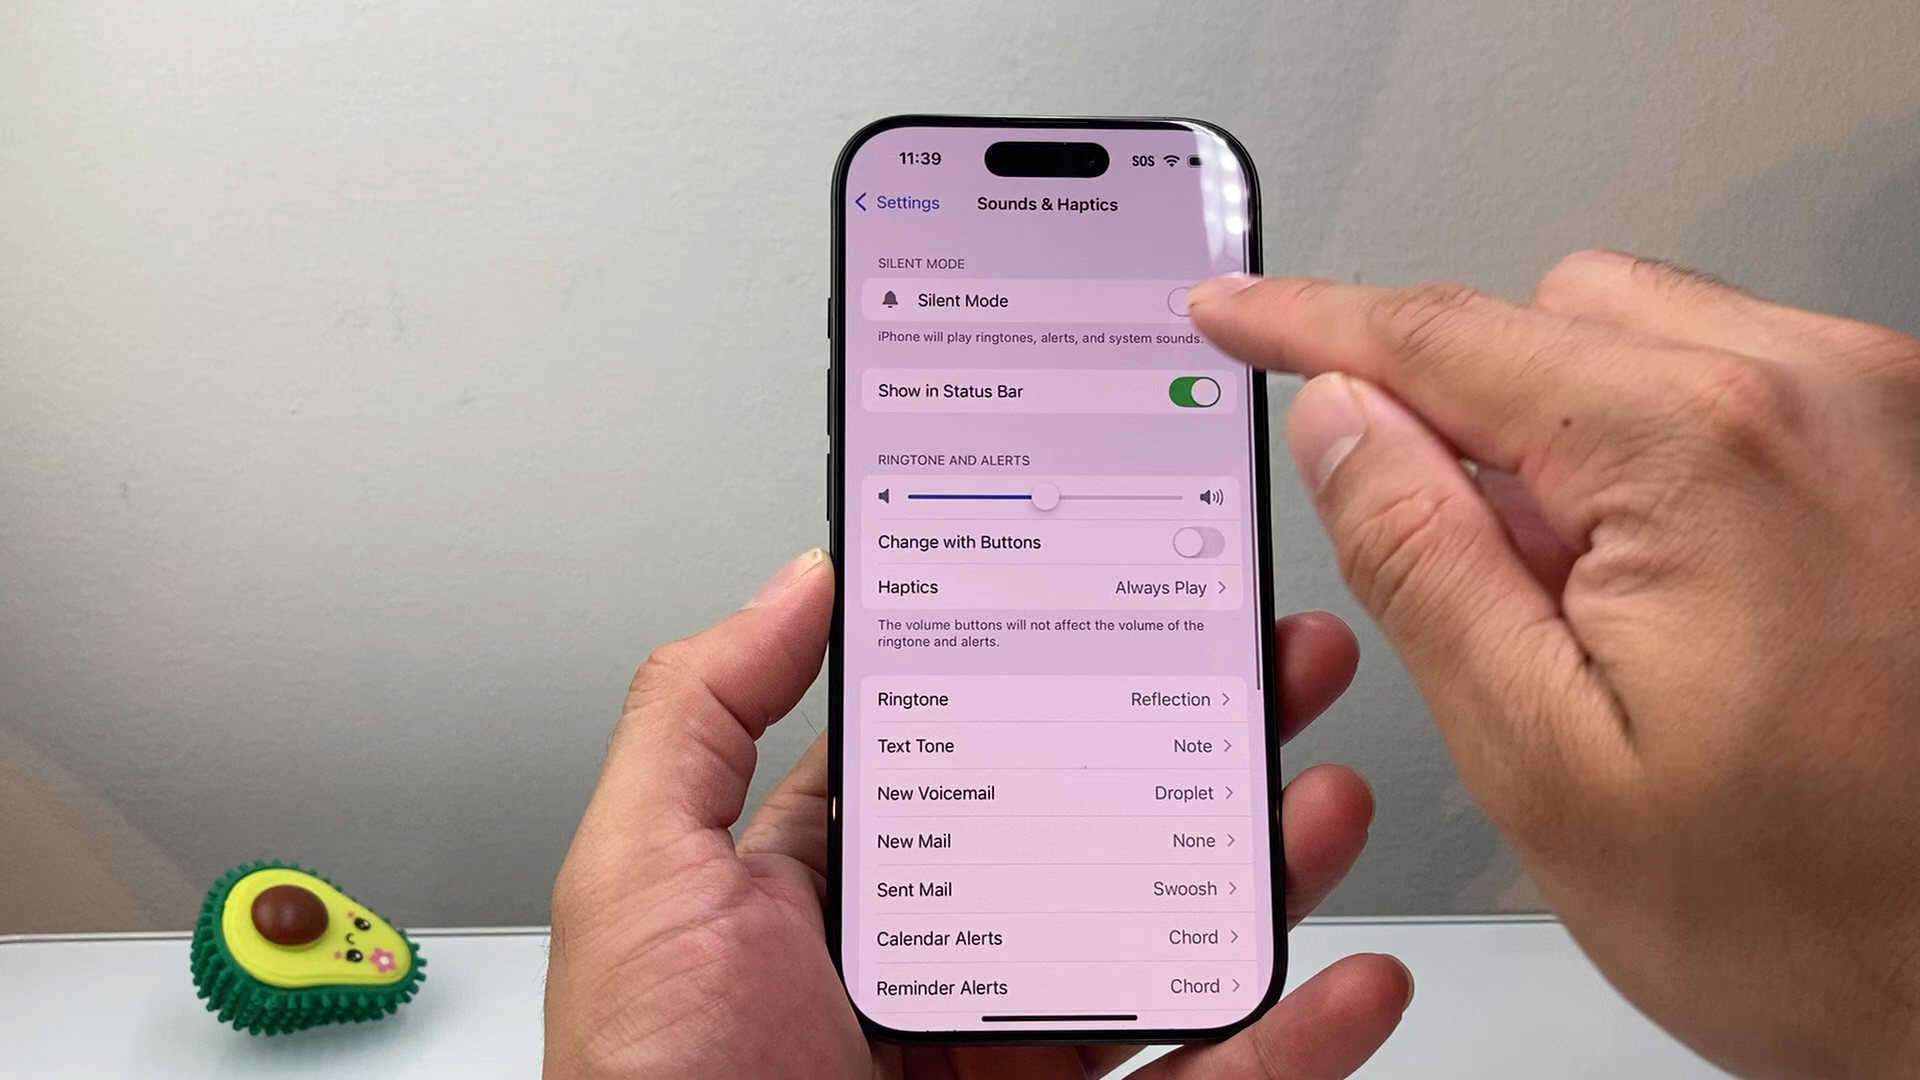 11:39 SOS
Settings Sounds & Haptics
SILENT MODE
Silent Mode
iPhone will play ringtones, alerts, and system sounds.
Show in Status Bar
RINGTONE AND ALERTS
Change with Buttons
Haptics Always Play
The volume buttons will not affect the volume of the
ringtone and alerts.
Ringtone Reflection
Text Tone Note
New Voicemail Droplet
New Mail None
Sent Mail Swoosh
Calendar Alerts Chord
Reminder Alerts Chord